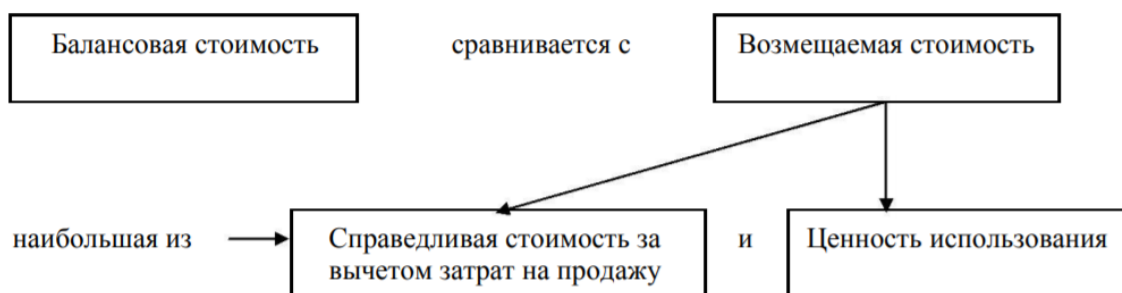 Балансовая стоимость сравнивается с Возмещаемая стоимость
наибольшая из Справедливая стоимость за и Ценность использования
вычетом затрат на продажу